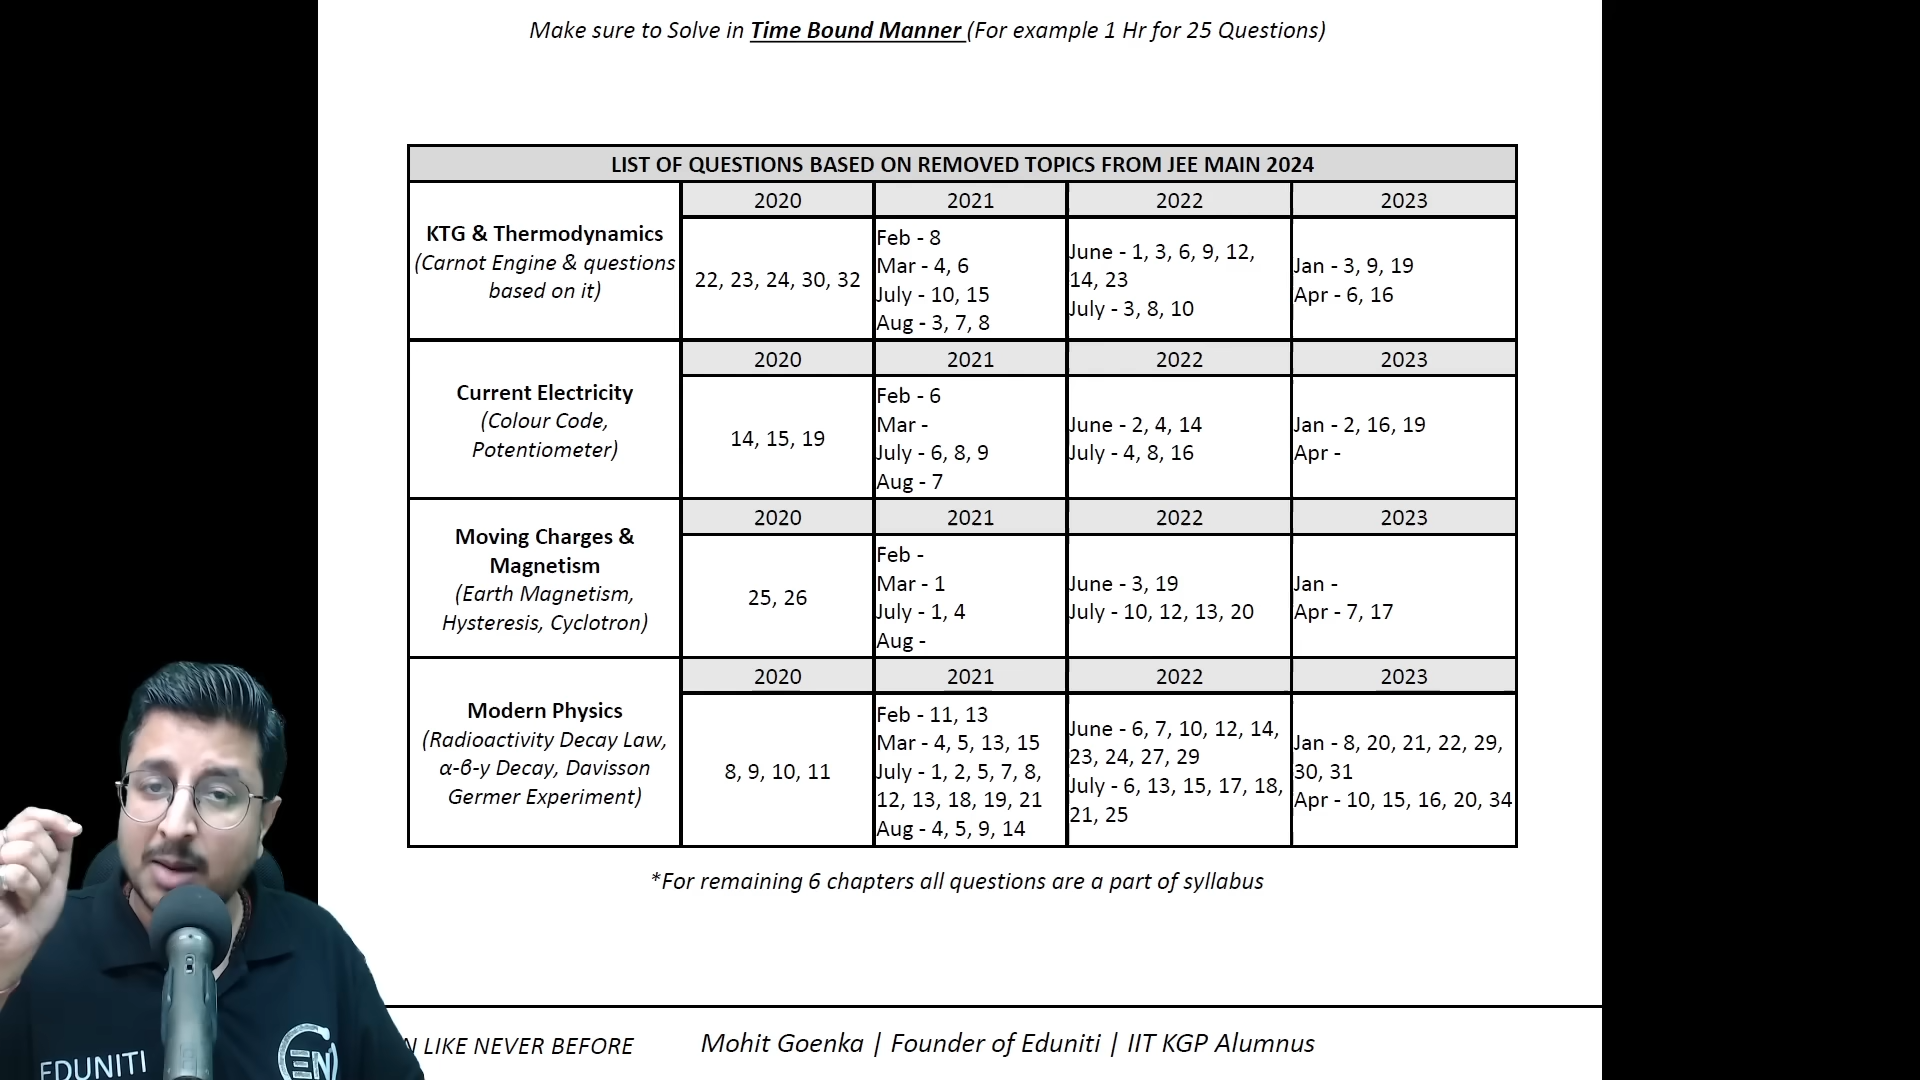 Make sure to Solve in Time Bound Manner (For example 1 Hr for 25 Questions)
LIST OF QUESTIONS BASED ON REMOVED TOPICS FROM JEE MAIN 2024
KTG & Thermodynamics
(Carnot Engine & questions
based on it)
2020
2021
2022
2023
22, 23, 24, 30, 32
Feb - 8
Mar - 4, 6
July - 10, 15
Aug - 3, 7, 8
June - 1, 3, 6, 9, 12,
14, 23
July - 3, 8, 10
Jan - 3, 9, 19
Apr - 6, 16
Current Electricity
(Colour Code,
Potentiometer)
2020
2021
2022
2023
14, 15, 19
Feb - 6
Mar -
July - 6, 8, 9
Aug - 7
June - 2, 4, 14
July - 4, 8, 16
Jan - 2, 16, 19
Apr -
Moving Charges &
Magnetism
(Earth Magnetism,
Hysteresis, Cyclotron)
2020
2021
2022
2023
25, 26
Feb -
Mar - 1
July - 1, 4
Aug -
June - 3, 19
July - 10, 12, 13, 20
Jan -
Apr - 7, 17
Modern Physics
(Radioactivity Decay Law,
α-β-γ Decay, Davisson
Germer Experiment)
2020
2021
2022
2023
8, 9, 10, 11
Feb - 11, 13
Mar - 4, 5, 13, 15
July - 1, 2, 5, 7, 8,
12, 13, 18, 19, 21
Aug - 4, 5, 9, 14
June - 6, 7, 10, 12, 14,
23, 24, 27, 29
July - 6, 13, 15, 17, 18,
21, 25
Jan - 8, 20, 21, 22, 29,
30, 31
Apr - 10, 15, 16, 20, 34
*For remaining 6 chapters all questions are a part of syllabus
LIKE NEVER BEFORE
Mohit Goenka | Founder of Eduniti | IIT KGP Alumnus
EDUNITI
EN